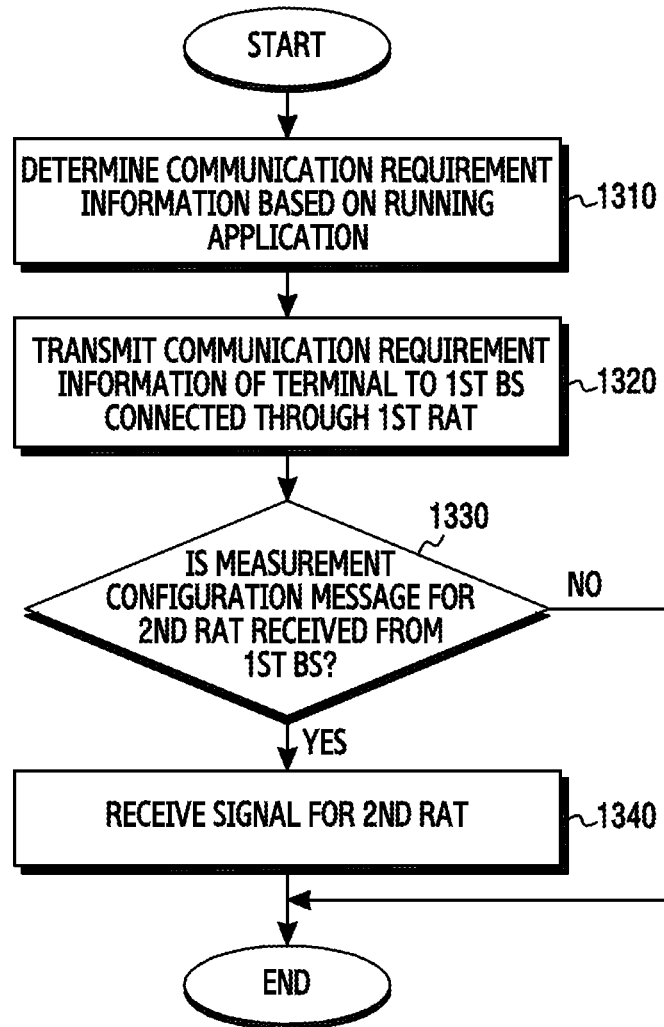 START
DETERMINE COMMUNICATION REQUIREMENT
INFORMATION BASED ON RUNNING
APPLICATION
1310
TRANSMIT COMMUNICATION REQUIREMENT
INFORMATION OF TERMINAL TO 1ST BS
CONNECTED THROUGH 1ST RAT
1320
1330
IS MEASUREMENT
CONFIGURATION MESSAGE FOR
2ND RAT RECEIVED FROM
1ST BS?
NO
YES
RECEIVE SIGNAL FOR 2ND RAT
1340
END